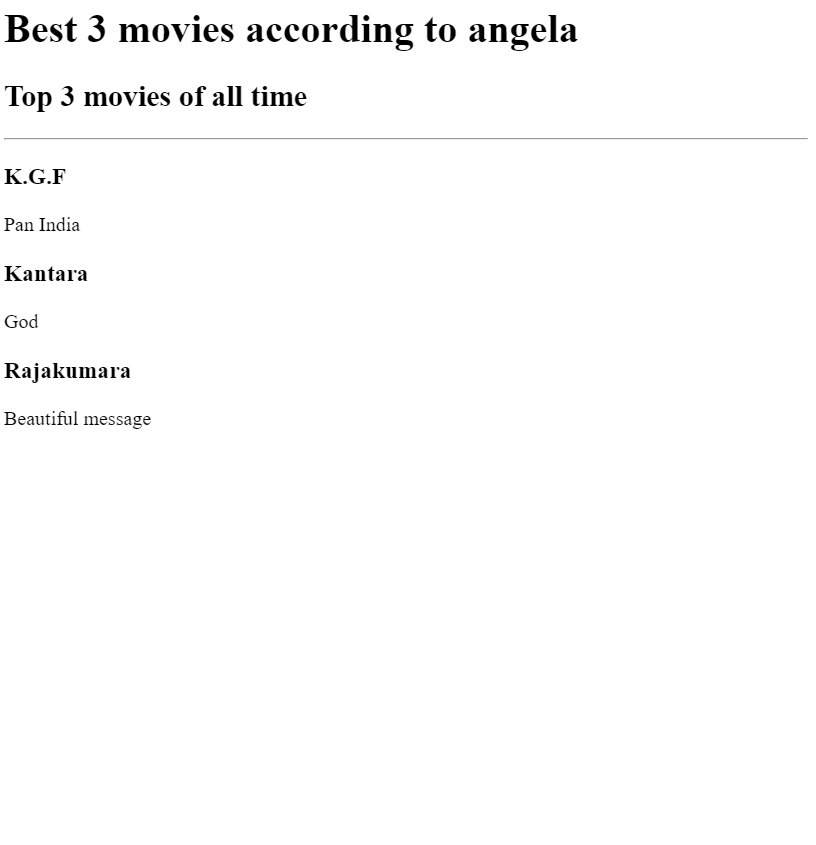 Best 3 movies according to angela
Top 3 movies of all time
K.G.F
Pan India
Kantara
God
Rajakumara
Beautiful message